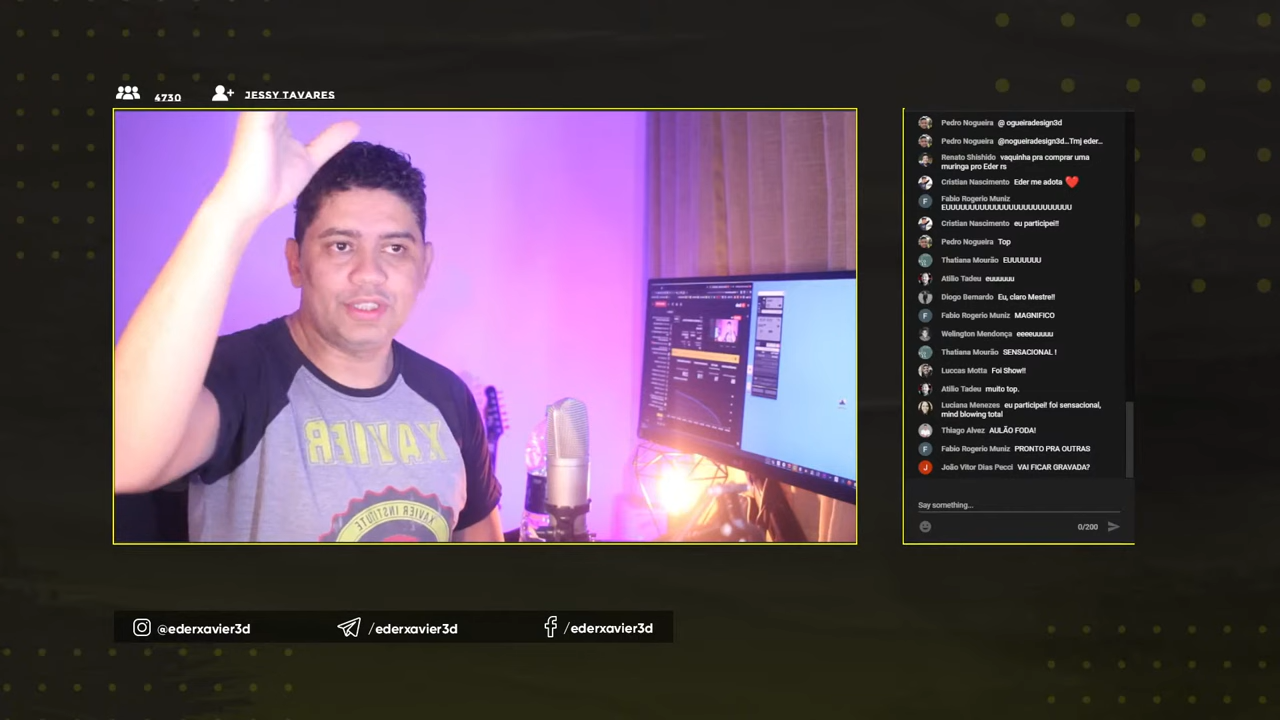 4730
JESSY TAVARES
XAVIER
XAVIER INSTITUTE
Pedro Nogueira @ ogueiradesign3d
Pedro Nogueira @nogueiradesign3d...Tmj eder...
Renato Shishido vaquinha pra comprar uma
muringa pro Eder rs
Cristian Nascimento Eder me adota ❤️
F Fabio Rogerio Muniz
EUUUUUUUUUUUUUUUUUUUUUUUUUU
Cristian Nascimento eu participei!!
Pedro Nogueira Top
Thatiana Mourão EUUUUUUU
Atilio Tadeu euuuuuu
Diogo Bernardo Eu, claro Mestre!!
F Fabio Rogerio Muniz MAGNIFICO
Welington Mendonça eeeeuuuuu
Thatiana Mourão SENSACIONAL !
Luccas Motta Foi Show!!
Atilio Tadeu muito top.
Luciana Menezes eu participei! foi sensacional,
mind blowing total
Thiago Alvez AULÃO FODA!
F Fabio Rogerio Muniz PRONTO PRA OUTRAS
J João Vitor Dias Pecci VAI FICAR GRAVADA?
Say something...
0/200
@ederxavier3d
/ederxavier3d
/ederxavier3d